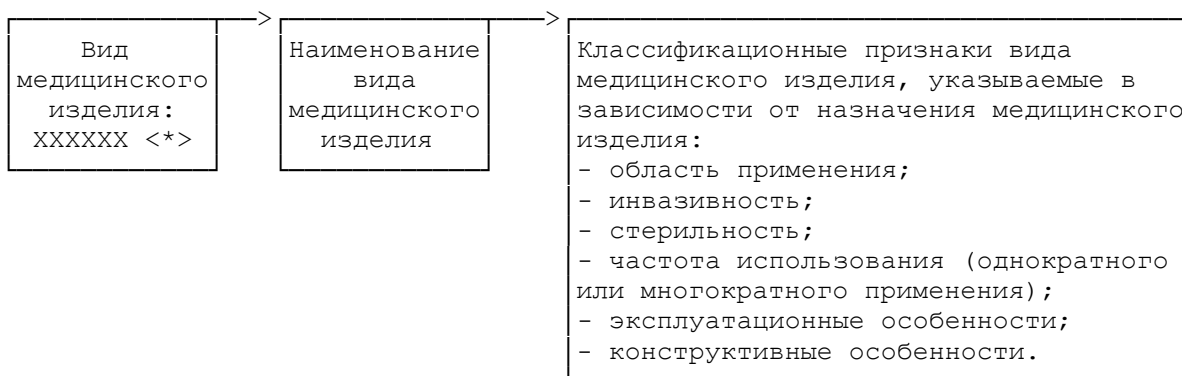 Вид
медицинского
изделия:
XXXXXX <*>
Наименование
вида
медицинского
изделия
Классификационные признаки вида
медицинского изделия, указываемые в
зависимости от назначения медицинского
изделия:
- область применения;
- инвазивность;
- стерильность;
- частота использования (однократного
или многократного применения);
- эксплуатационные особенности;
- конструктивные особенности.